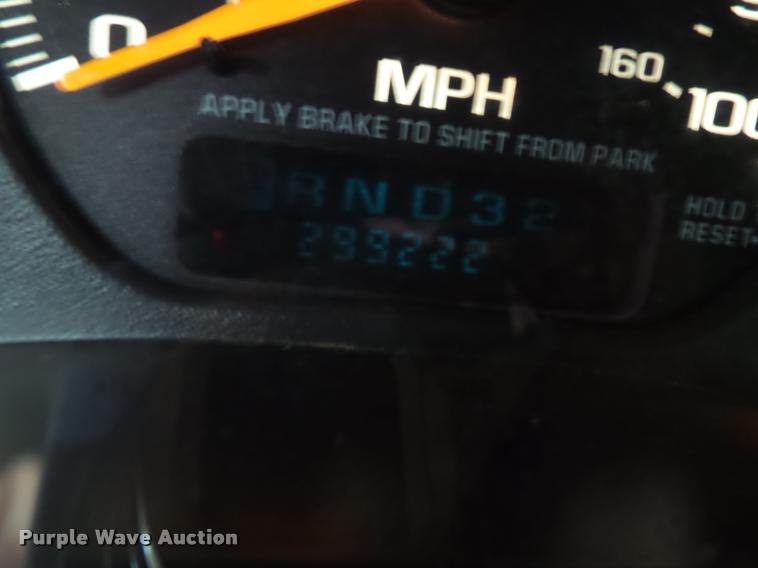 0
MPH
160
100
APPLY BRAKE TO SHIFT FROM PARK
RND32
HOLD
RESET
299222
Purple Wave Auction